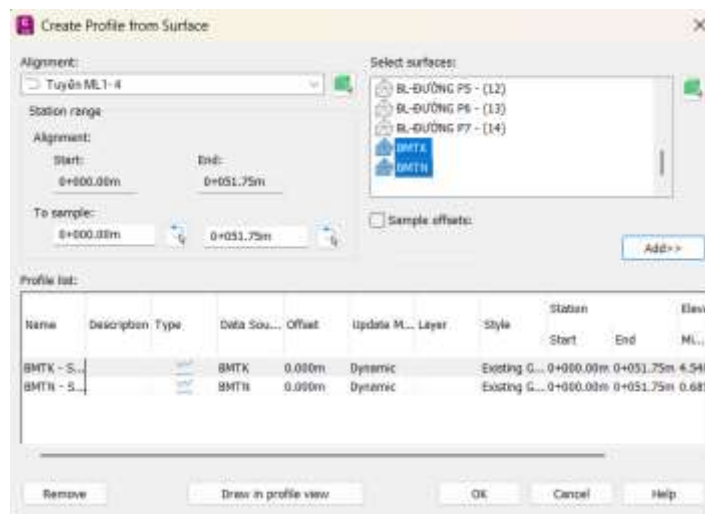 Create Profile from Surface
Alignment:
Tuyến ML1-4
Station range
Alignment:
Start:
End:
0+000.00m
0+051.75m
To sample:
0+000.00m
0+051.75m
Select surfaces:
BL-ĐƯỜNG P5 - (12)
BL-ĐƯỜNG P6 - (13)
BL-ĐƯỜNG P7 - (14)
BMTK
BMTN
Sample offsets:
Add>>
Profile list:
Name Description Type Data Sou... Offset Update M... Layer Style Station Elev
Start End Mi...
BMTK - S... BMTK 0.000m Dynamic Existing G... 0+000.00m 0+051.75m
BMTN - S... BMTN 0.000m Dynamic Existing G... 0+000.00m 0+051.75m
Remove Draw in profile view OK Cancel Help